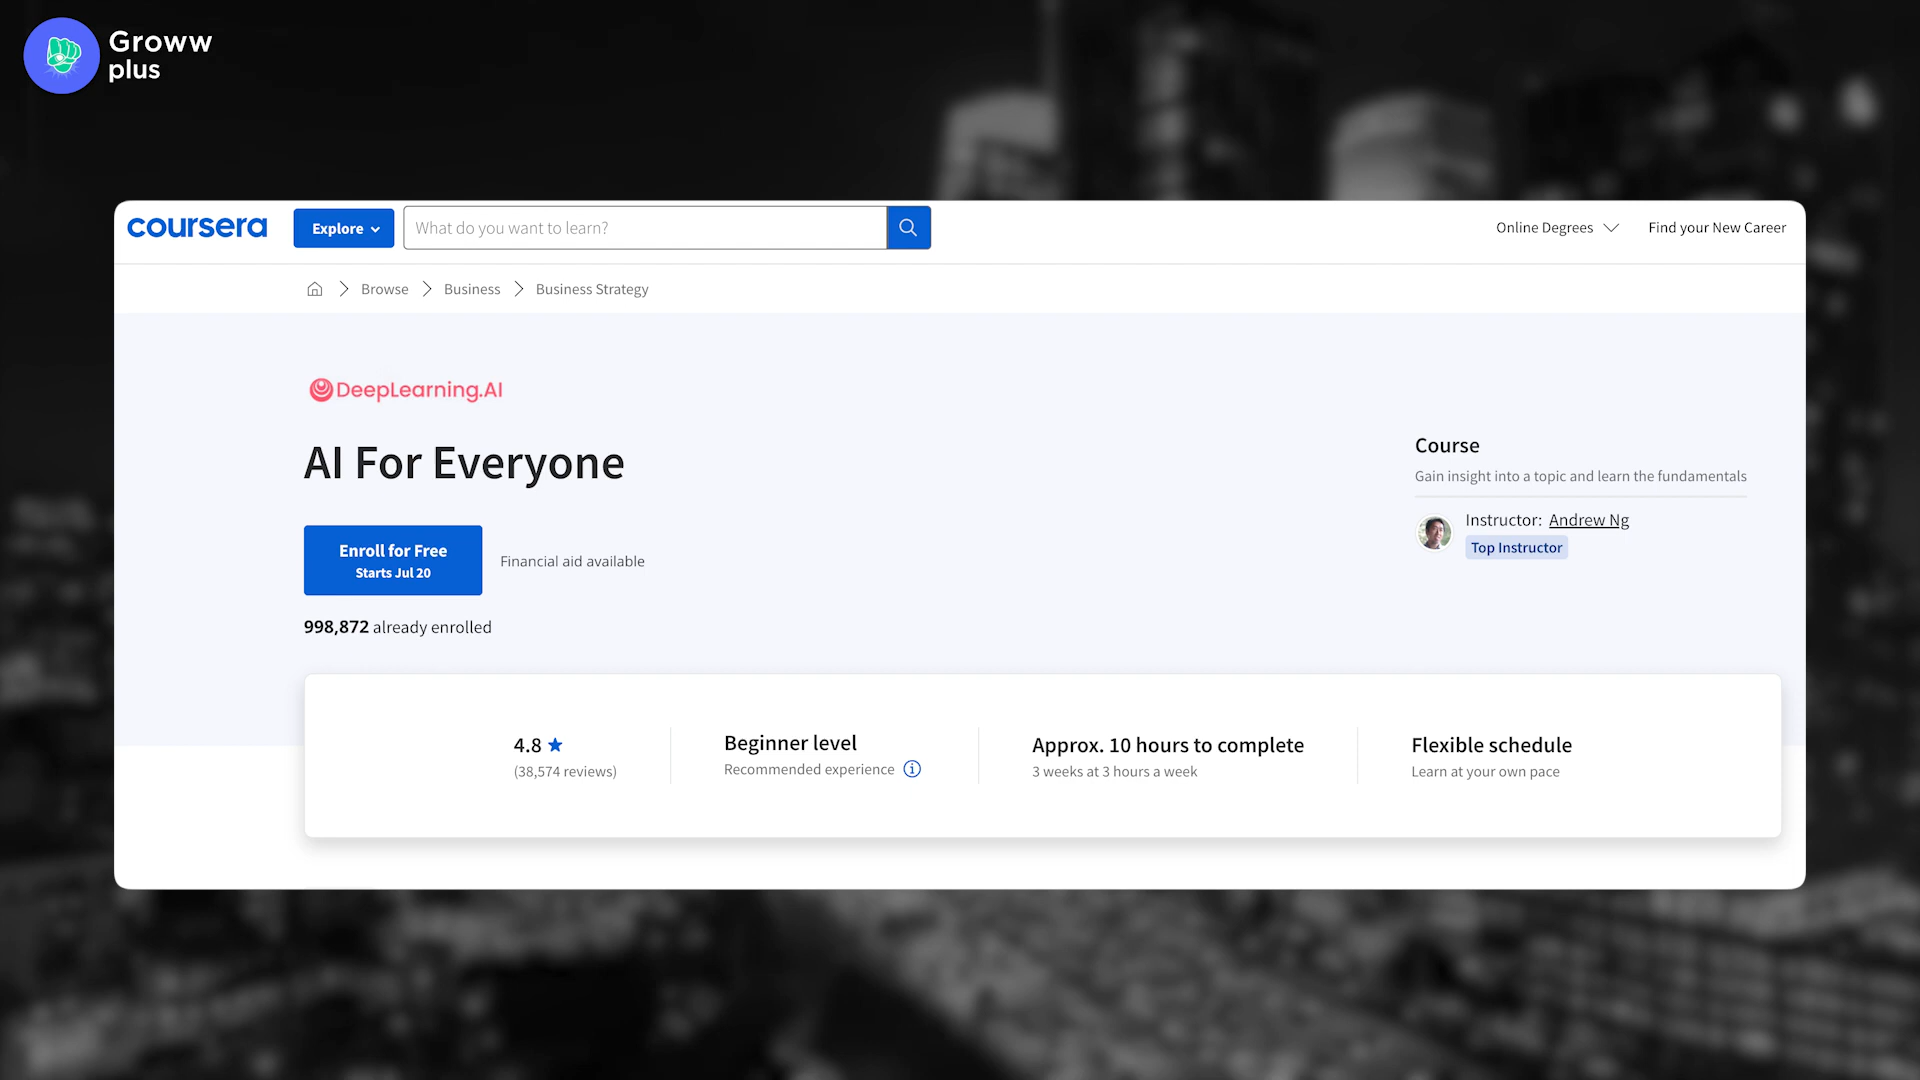 Groww
plus
coursera
Explore
What do you want to learn?
Online Degrees
Find your New Career
Browse
Business
Business Strategy
DeepLearning.AI
AI For Everyone
Enroll for Free
Starts Jul 20
Financial aid available
998,872 already enrolled
Course
Gain insight into a topic and learn the fundamentals
Instructor: Andrew Ng
Top Instructor
4.8
(38,574 reviews)
Beginner level
Recommended experience
Approx. 10 hours to complete
3 weeks at 3 hours a week
Flexible schedule
Learn at your own pace